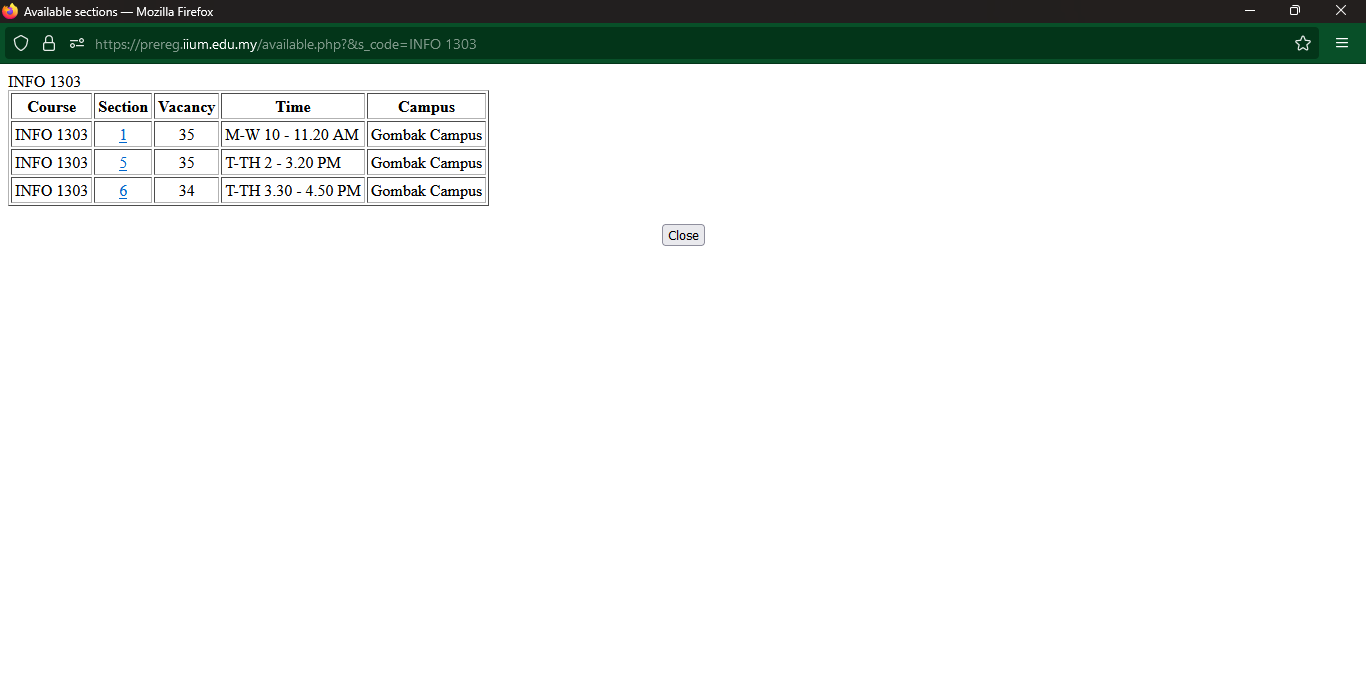 Available sections — Mozilla Firefox
https://prereg.iium.edu.my/available.php?&s_code=INFO 1303
INFO 1303
Course Section Vacancy Time Campus
INFO 1303 1 35 M-W 10 - 11.20 AM Gombak Campus
INFO 1303 5 35 T-TH 2 - 3.20 PM Gombak Campus
INFO 1303 6 34 T-TH 3.30 - 4.50 PM Gombak Campus
Close